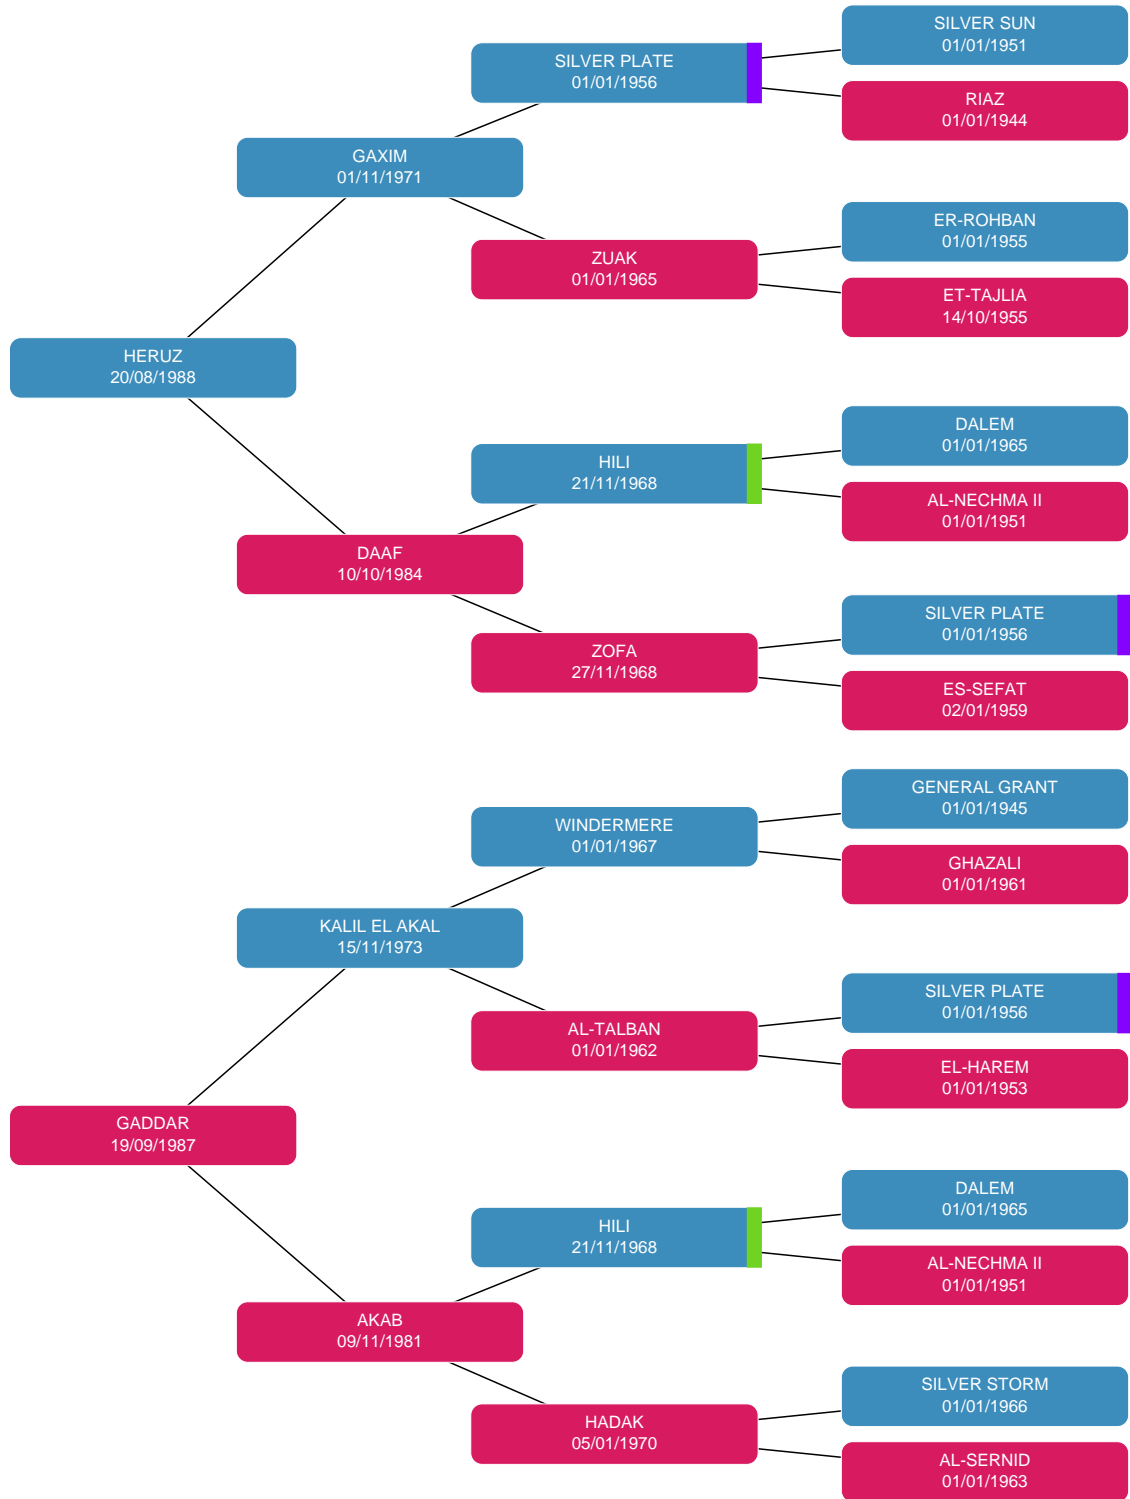 SILVER SUN
01/01/1951
SILVER PLATE
01/01/1956
RIAZ
01/01/1944
GAXIM
01/11/1971
ER-ROHBAN
01/01/1955
ZUAK
01/01/1965
ET-TAJLIA
14/10/1955
HERUZ
20/08/1988
DALEM
01/01/1965
HILI
21/11/1968
AL-NECHMA II
01/01/1951
DAAF
10/10/1984
SILVER PLATE
01/01/1956
ZOFA
27/11/1968
ES-SEFAT
02/01/1959
GENERAL GRANT
01/01/1945
WINDERMERE
01/01/1967
GHAZALI
01/01/1961
KALIL EL AKAL
15/11/1973
SILVER PLATE
01/01/1956
AL-TALBAN
01/01/1962
EL-HAREM
01/01/1953
GADDAR
19/09/1987
DALEM
01/01/1965
HILI
21/11/1968
AL-NECHMA II
01/01/1951
AKAB
09/11/1981
SILVER STORM
01/01/1966
HADAK
05/01/1970
AL-SERNID
01/01/1963